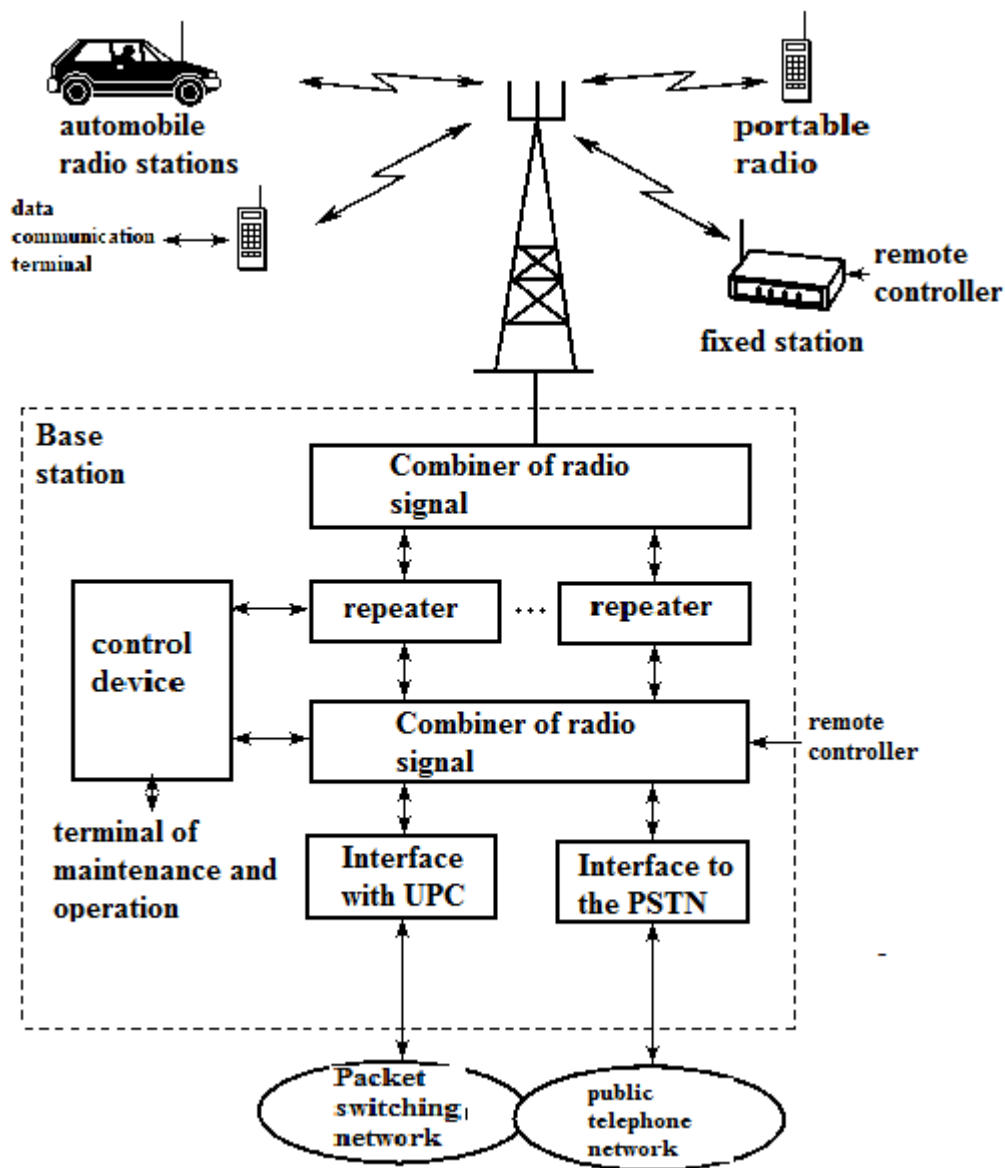 automobile
radio stations
portable
radio
data
communication
terminal
remote
controller
fixed station
Base
station
Combiner of radio
signal
repeater
...
repeater
control
device
Combiner of radio
signal
remote
controller
terminal of
maintenance and
operation
Interface
with UPC
Interface to
the PSTN
-
Packet
switching
network
public
telephone
network